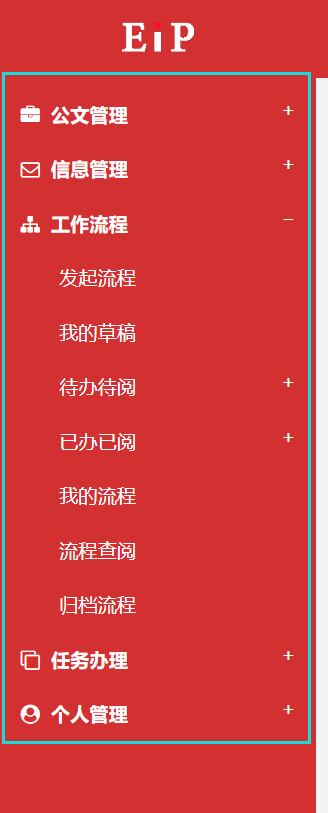 EiP
公文管理 +
信息管理 +
工作流程 −
发起流程
我的草稿
待办待阅 +
已办已阅 +
我的流程
流程查阅
归档流程
任务办理 +
个人管理 +